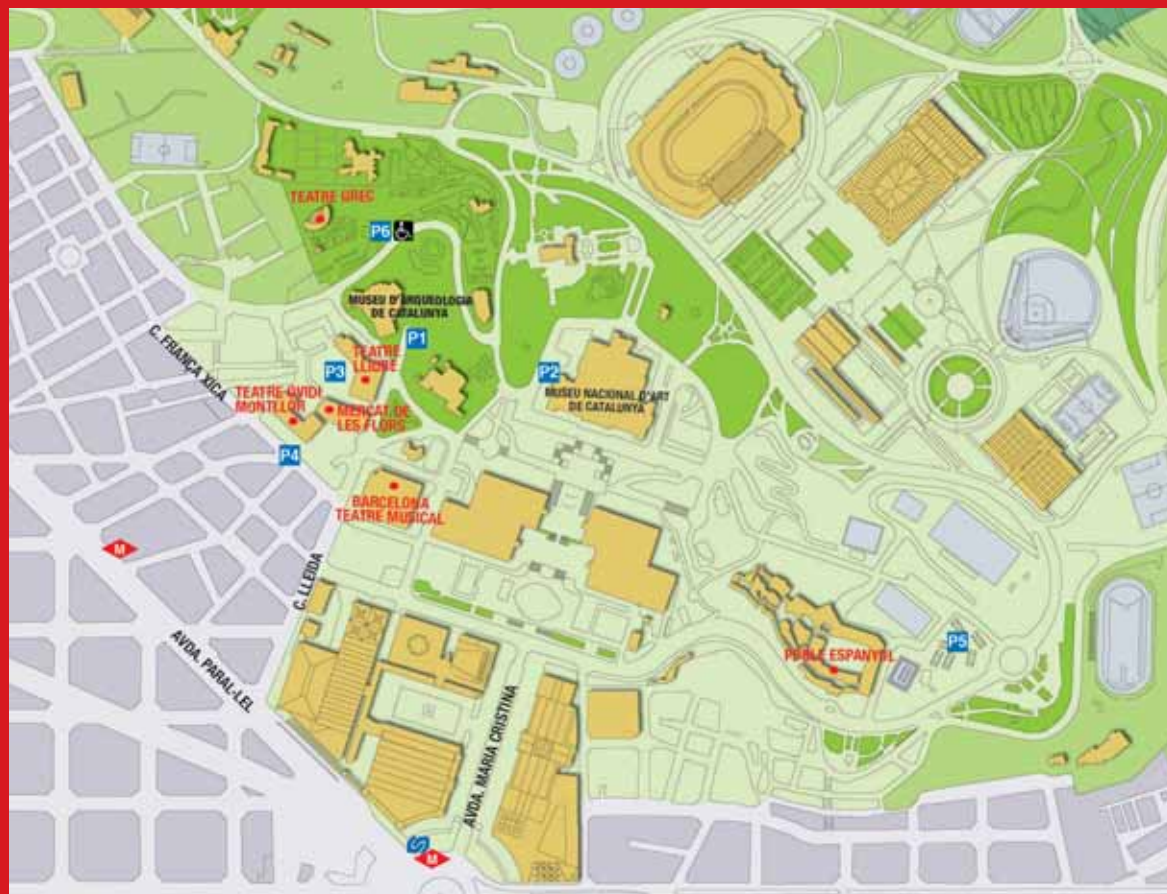 TEATRE GREC
P6
MUSEU D'ARQUEOLOGIA
DE CATALUNYA
P1
C. FRANÇA XICA
P3
TEATRE
LLIURE
P2
TEATRE OVIDI
MONTLLOR
MERCAT DE
LES FLORS
MUSEU NACIONAL D'ART
DE CATALUNYA
P4
BARCELONA
TEATRE MUSICAL
M
C. LLEIDA
AVDA. PARAL-LEL
POBLE ESPANYOL
P5
AVDA. MARIA CRISTINA
S
M